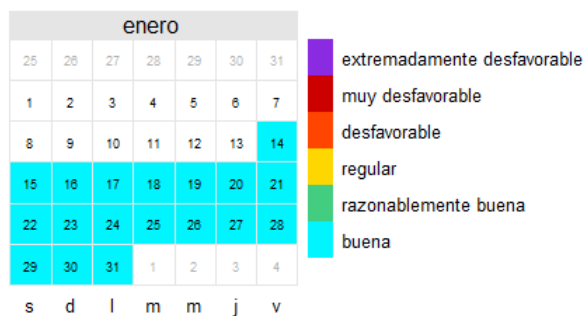 enero
25 26 27 28 29 30 31
1 2 3 4 5 6 7
8 9 10 11 12 13 14
15 16 17 18 19 20 21
22 23 24 25 26 27 28
29 30 31 1 2 3 4
s d l m m j v
extremadamente desfavorable
muy desfavorable
desfavorable
regular
razonablemente buena
buena